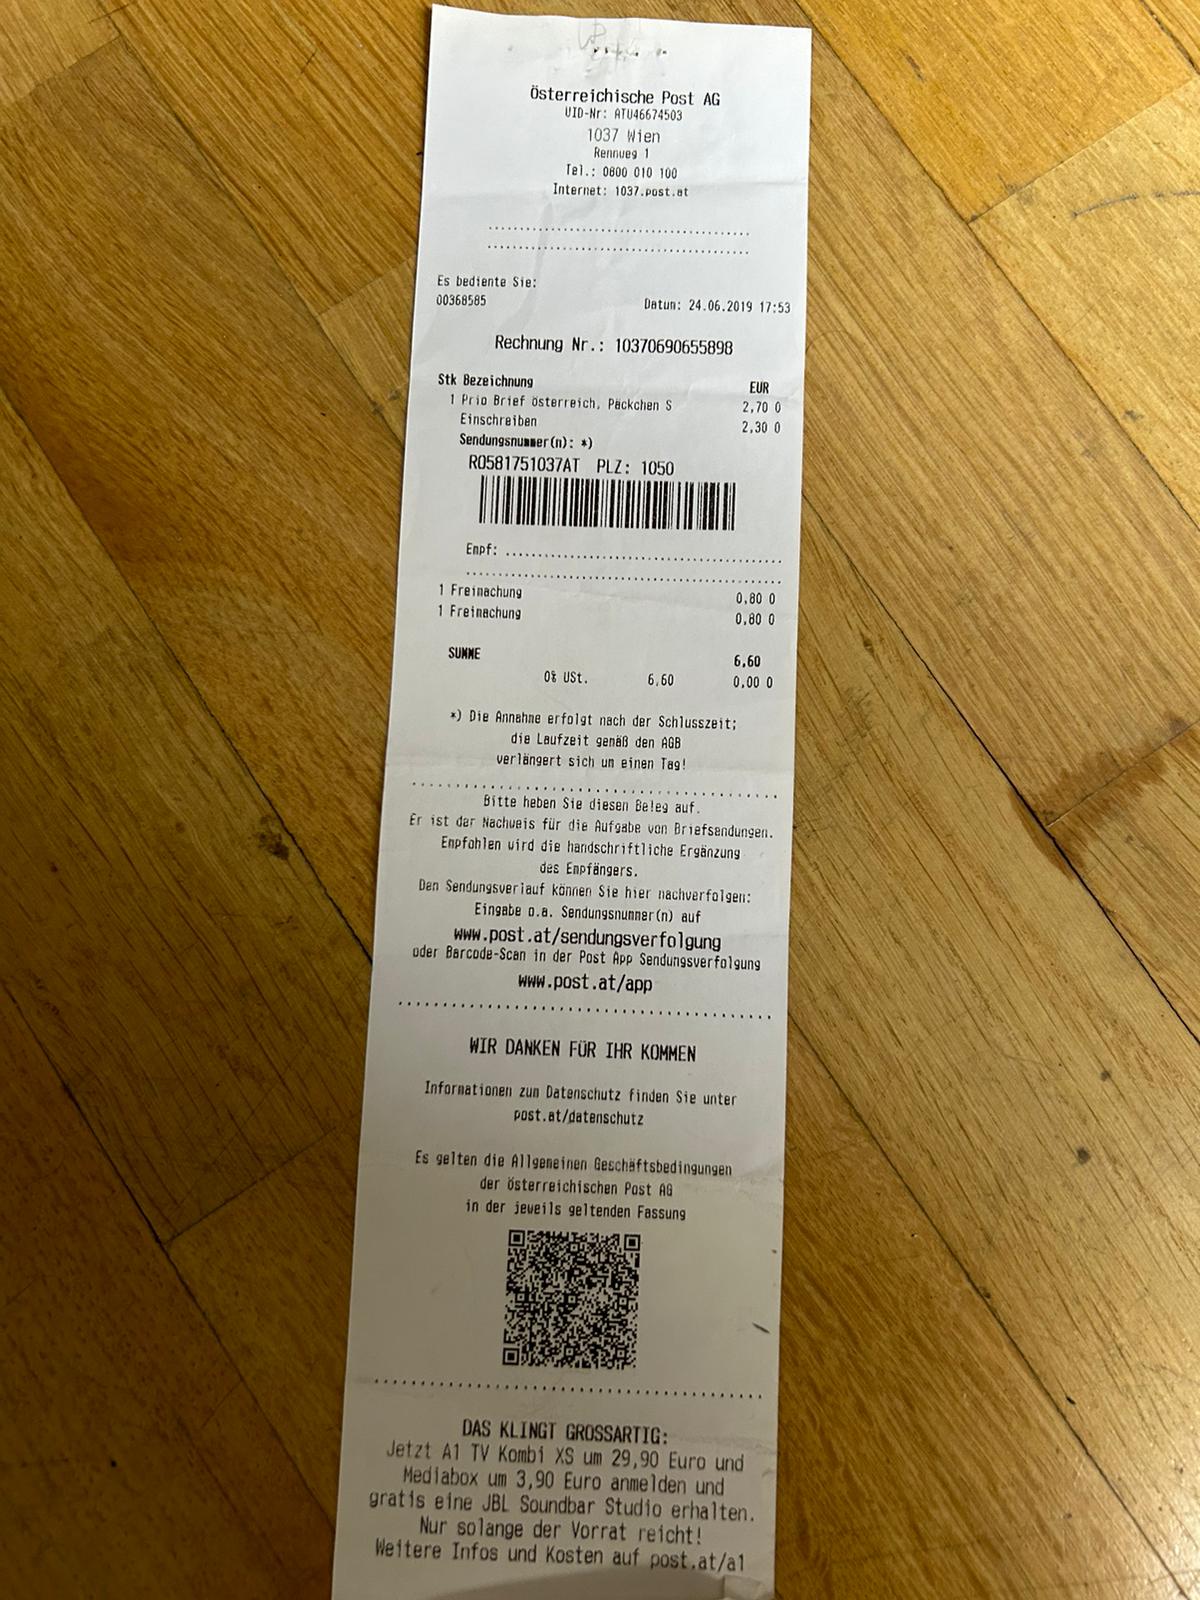 Österreichische Post AG
UID-Nr: ATU46674503
1037 Wien
Rennweg 1
Tel.: 0800 010 100
Internet: 1037.post.at
Es bediente Sie:
00368585 Datum: 24.06.2019 17:53
Rechnung Nr.: 10370690655898
Stk Bezeichnung EUR
1 Prio Brief Österreich, Päckchen S 2,70 0
Einschreiben 2,30 0
Sendungsnummer(n): *)
RO581751037AT PLZ: 1050
Empf: ........................................
........................................
1 Freimachung 0,80 0
1 Freimachung 0,80 0
SUMME 6,60
0% USt. 6,60 0,00 0
*) Die Annahme erfolgt nach der Schlusszeit;
die Laufzeit gemäß den AGB
verlängert sich um einen Tag!
Bitte heben Sie diesen Beleg auf.
Er ist der Nachweis für die Aufgabe von Briefsendungen.
Empfohlen wird die handschriftliche Ergänzung
des Empfängers.
Den Sendungsverlauf können Sie hier nachverfolgen:
Eingabe o.a. Sendungsnummer(n) auf
www.post.at/sendungsverfolgung
oder Barcode-Scan in der Post App Sendungsverfolgung
www.post.at/app
WIR DANKEN FÜR IHR KOMMEN
Informationen zum Datenschutz finden Sie unter
post.at/datenschutz
Es gelten die Allgemeinen Geschäftsbedingungen
der Österreichischen Post AG
in der jeweils geltenden Fassung
DAS KLINGT GROSSARTIG:
Jetzt A1 TV Kombi XS um 29,90 Euro und
Mediabox um 3,90 Euro anmelden und
gratis eine JBL Soundbar Studio erhalten.
Nur solange der Vorrat reicht!
Weitere Infos und Kosten auf post.at/a1